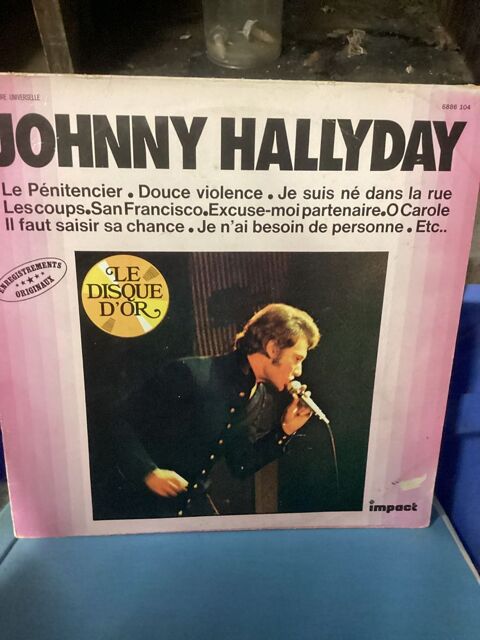 RE UNIVERSELLE
6886 104
JOHNNY HALLYDAY
Le Pénitencier • Douce violence • Je suis né dans la rue
Les coups • San Francisco • Excuse-moi partenaire • O Carole
Il faut saisir sa chance • Je n'ai besoin de personne • Etc..
ENREGISTREMENTS
ORIGINAUX
LE
DISQUE
D'OR
impact